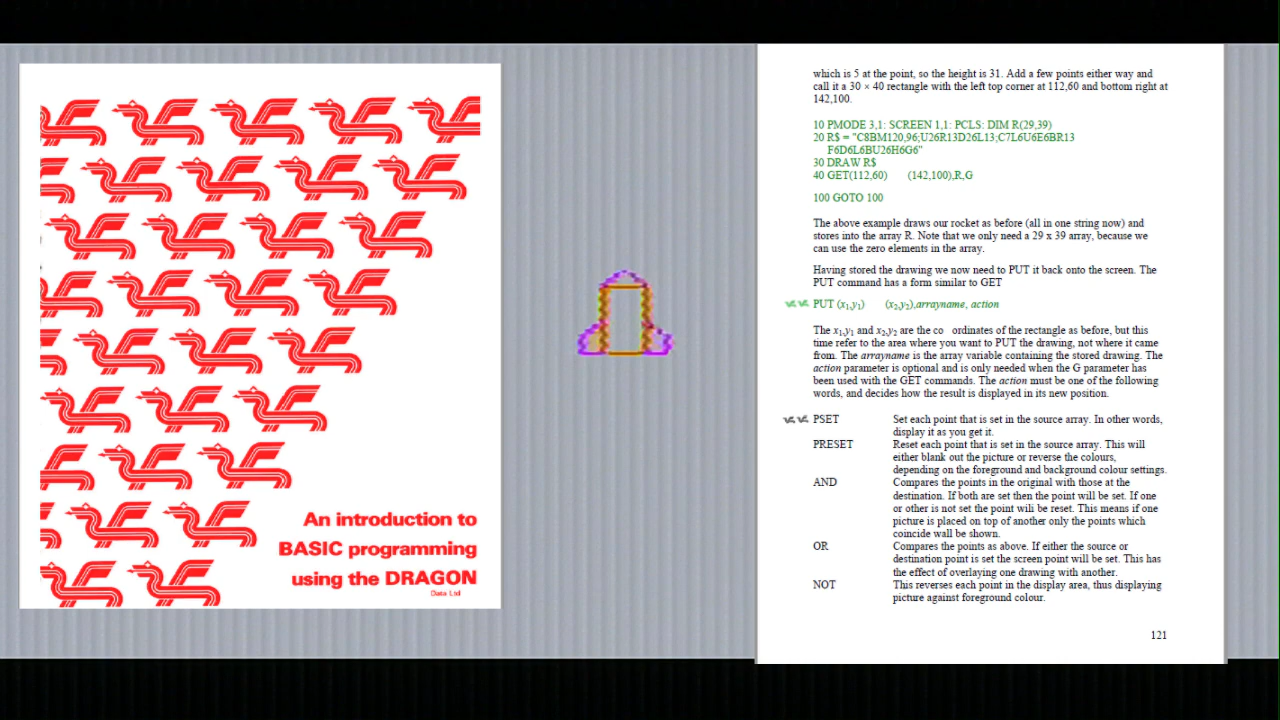 An introduction to
BASIC programming
using the DRAGON
Data Ltd
which is 5 at the point, so the height is 31. Add a few points either way and
call it a 30 × 40 rectangle with the left top corner at 112,60 and bottom right at
142,100.
10 PMODE 3,1: SCREEN 1,1: PCLS: DIM R(29,39)
20 R$ = "C8BM120,96;U26R13D26L13;C7L6U6E6BR13
F6D6L6BU26H6G6"
30 DRAW R$
40 GET(112,60) (142,100),R,G
100 GOTO 100
The above example draws our rocket as before (all in one string now) and
stores into the array R. Note that we only need a 29 x 39 array, because we
can use the zero elements in the array.
Having stored the drawing we now need to PUT it back onto the screen. The
PUT command has a form similar to GET
PUT (x1,y1) (x2,y2),arrayname, action
The x1,y1 and x2,y2 are the co ordinates of the rectangle as before, but this
time refer to the area where you want to PUT the drawing, not where it came
from. The arrayname is the array variable containing the stored drawing. The
action parameter is optional and is only needed when the G parameter has
been used with the GET commands. The action must be one of the following
words, and decides how the result is displayed in its new position.
PSET Set each point that is set in the source array. In other words,
display it as you get it.
PRESET Reset each point that is set in the source array. This will
either blank out the picture or reverse the colours,
depending on the foreground and background colour settings.
AND Compares the points in the original with those at the
destination. If both are set then the point will be set. If one
or other is not set the point wili be reset. This means if one
picture is placed on top of another only the points which
coincide wall be shown.
OR Compares the points as above. If either the source or
destination point is set the screen point will be set. This has
the effect of overlaying one drawing with another.
NOT This reverses each point in the display area, thus displaying
picture against foreground colour.
121